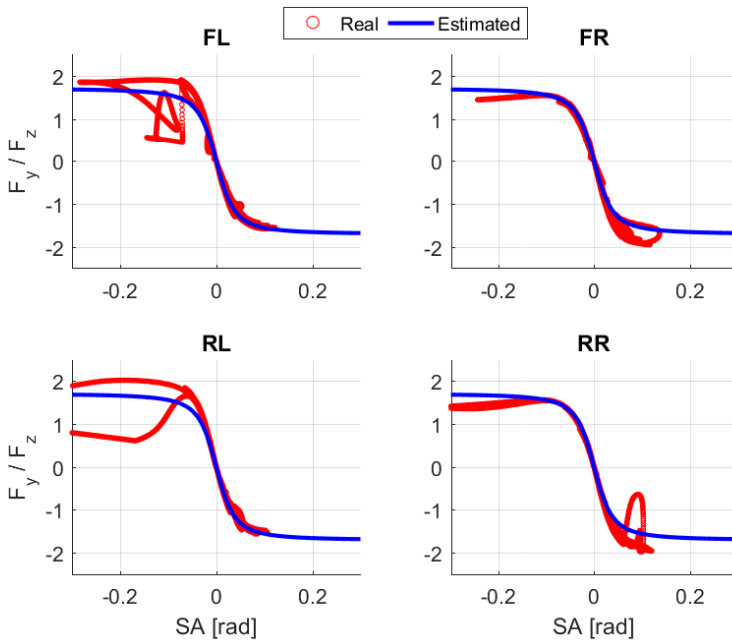 Real Estimated
FL FR
2 2
1 1
0 0
-1 -1
-2 -2
F_y / F_z
-0.2 0 0.2 -0.2 0 0.2
RL RR
2 2
1 1
0 0
-1 -1
-2 -2
F_y / F_z
-0.2 0 0.2 -0.2 0 0.2
SA [rad] SA [rad]